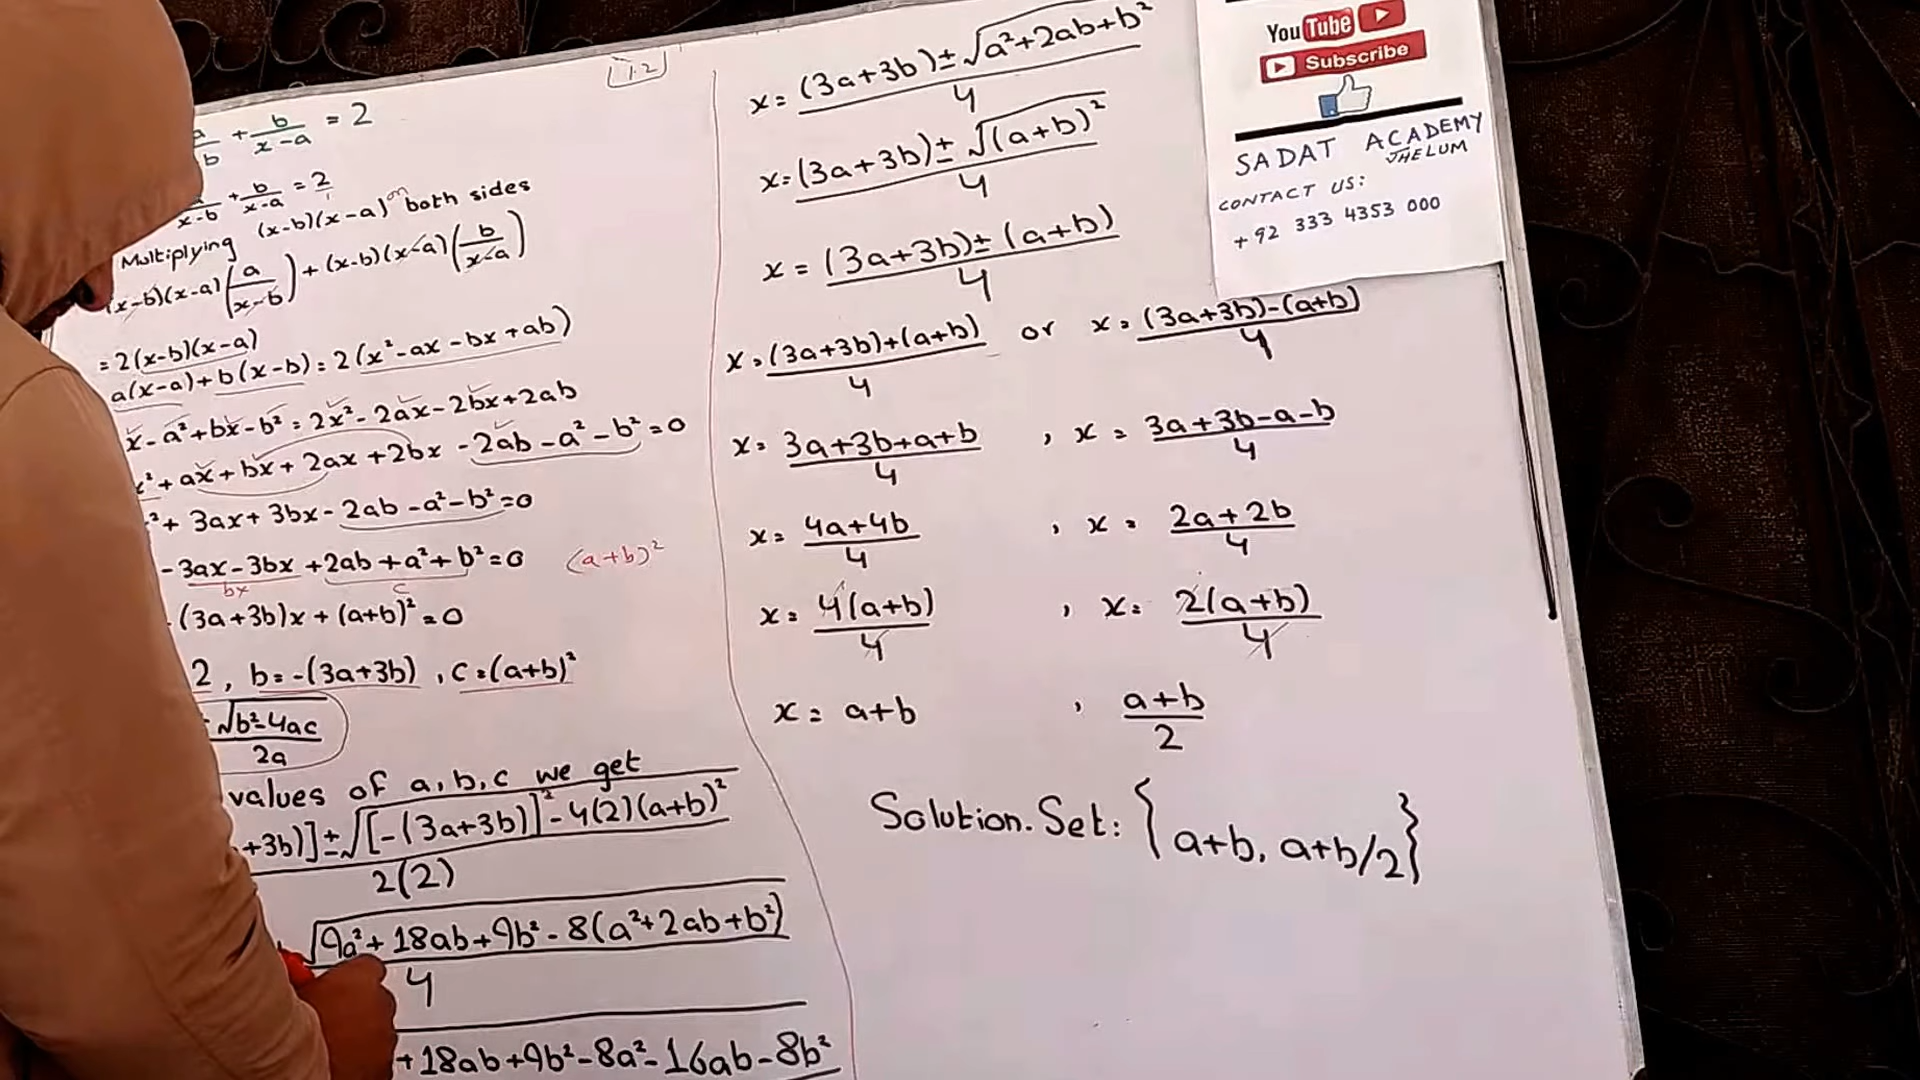 1.2
a/b + b/(x-a) = 2
a/(x-b) + b/(x-a) = 2/1
Multiplying (x-b)(x-a) on both sides
(x-b)(x-a)(a/(x-b)) + (x-b)(x-a)(b/(x-a))
= 2(x-b)(x-a)
a(x-a)+b(x-b) = 2(x²-ax-bx+ab)
x-a²+bx-b² = 2x²-2ax-2bx+2ab
x²+ax+bx+2ax+2bx-2ab-a²-b²=0
²+3ax+3bx-2ab-a²-b²=0
-3ax-3bx+2ab+a²+b²=0 (a+b)²
bx c
(3a+3b)x+(a+b)²=0
2, b=-(3a+3b), c=(a+b)²
√b²-4ac/2a
values of a,b,c we get
+3b)]±√[-(3a+3b)]²-4(2)(a+b)²/2(2)
√9a²+18ab+9b²-8(a²+2ab+b²)/4
+18ab+9b²-8a²-16ab-8b²
x = (3a+3b)±√a²+2ab+b²/4
x = (3a+3b)±√(a+b)²/4
x = (3a+3b)±(a+b)/4
x = (3a+3b)+(a+b)/4 or x = (3a+3b)-(a+b)/4
x = 3a+3b+a+b/4 , x = 3a+3b-a-b/4
x = 4a+4b/4 , x = 2a+2b/4
x = 4(a+b)/4 , x = 2(a+b)/4
x = a+b , a+b/2
Solution.Set: {a+b, a+b/2}
YouTube
Subscribe
SADAT ACADEMY
JHELUM
CONTACT US:
+92 333 4353 000